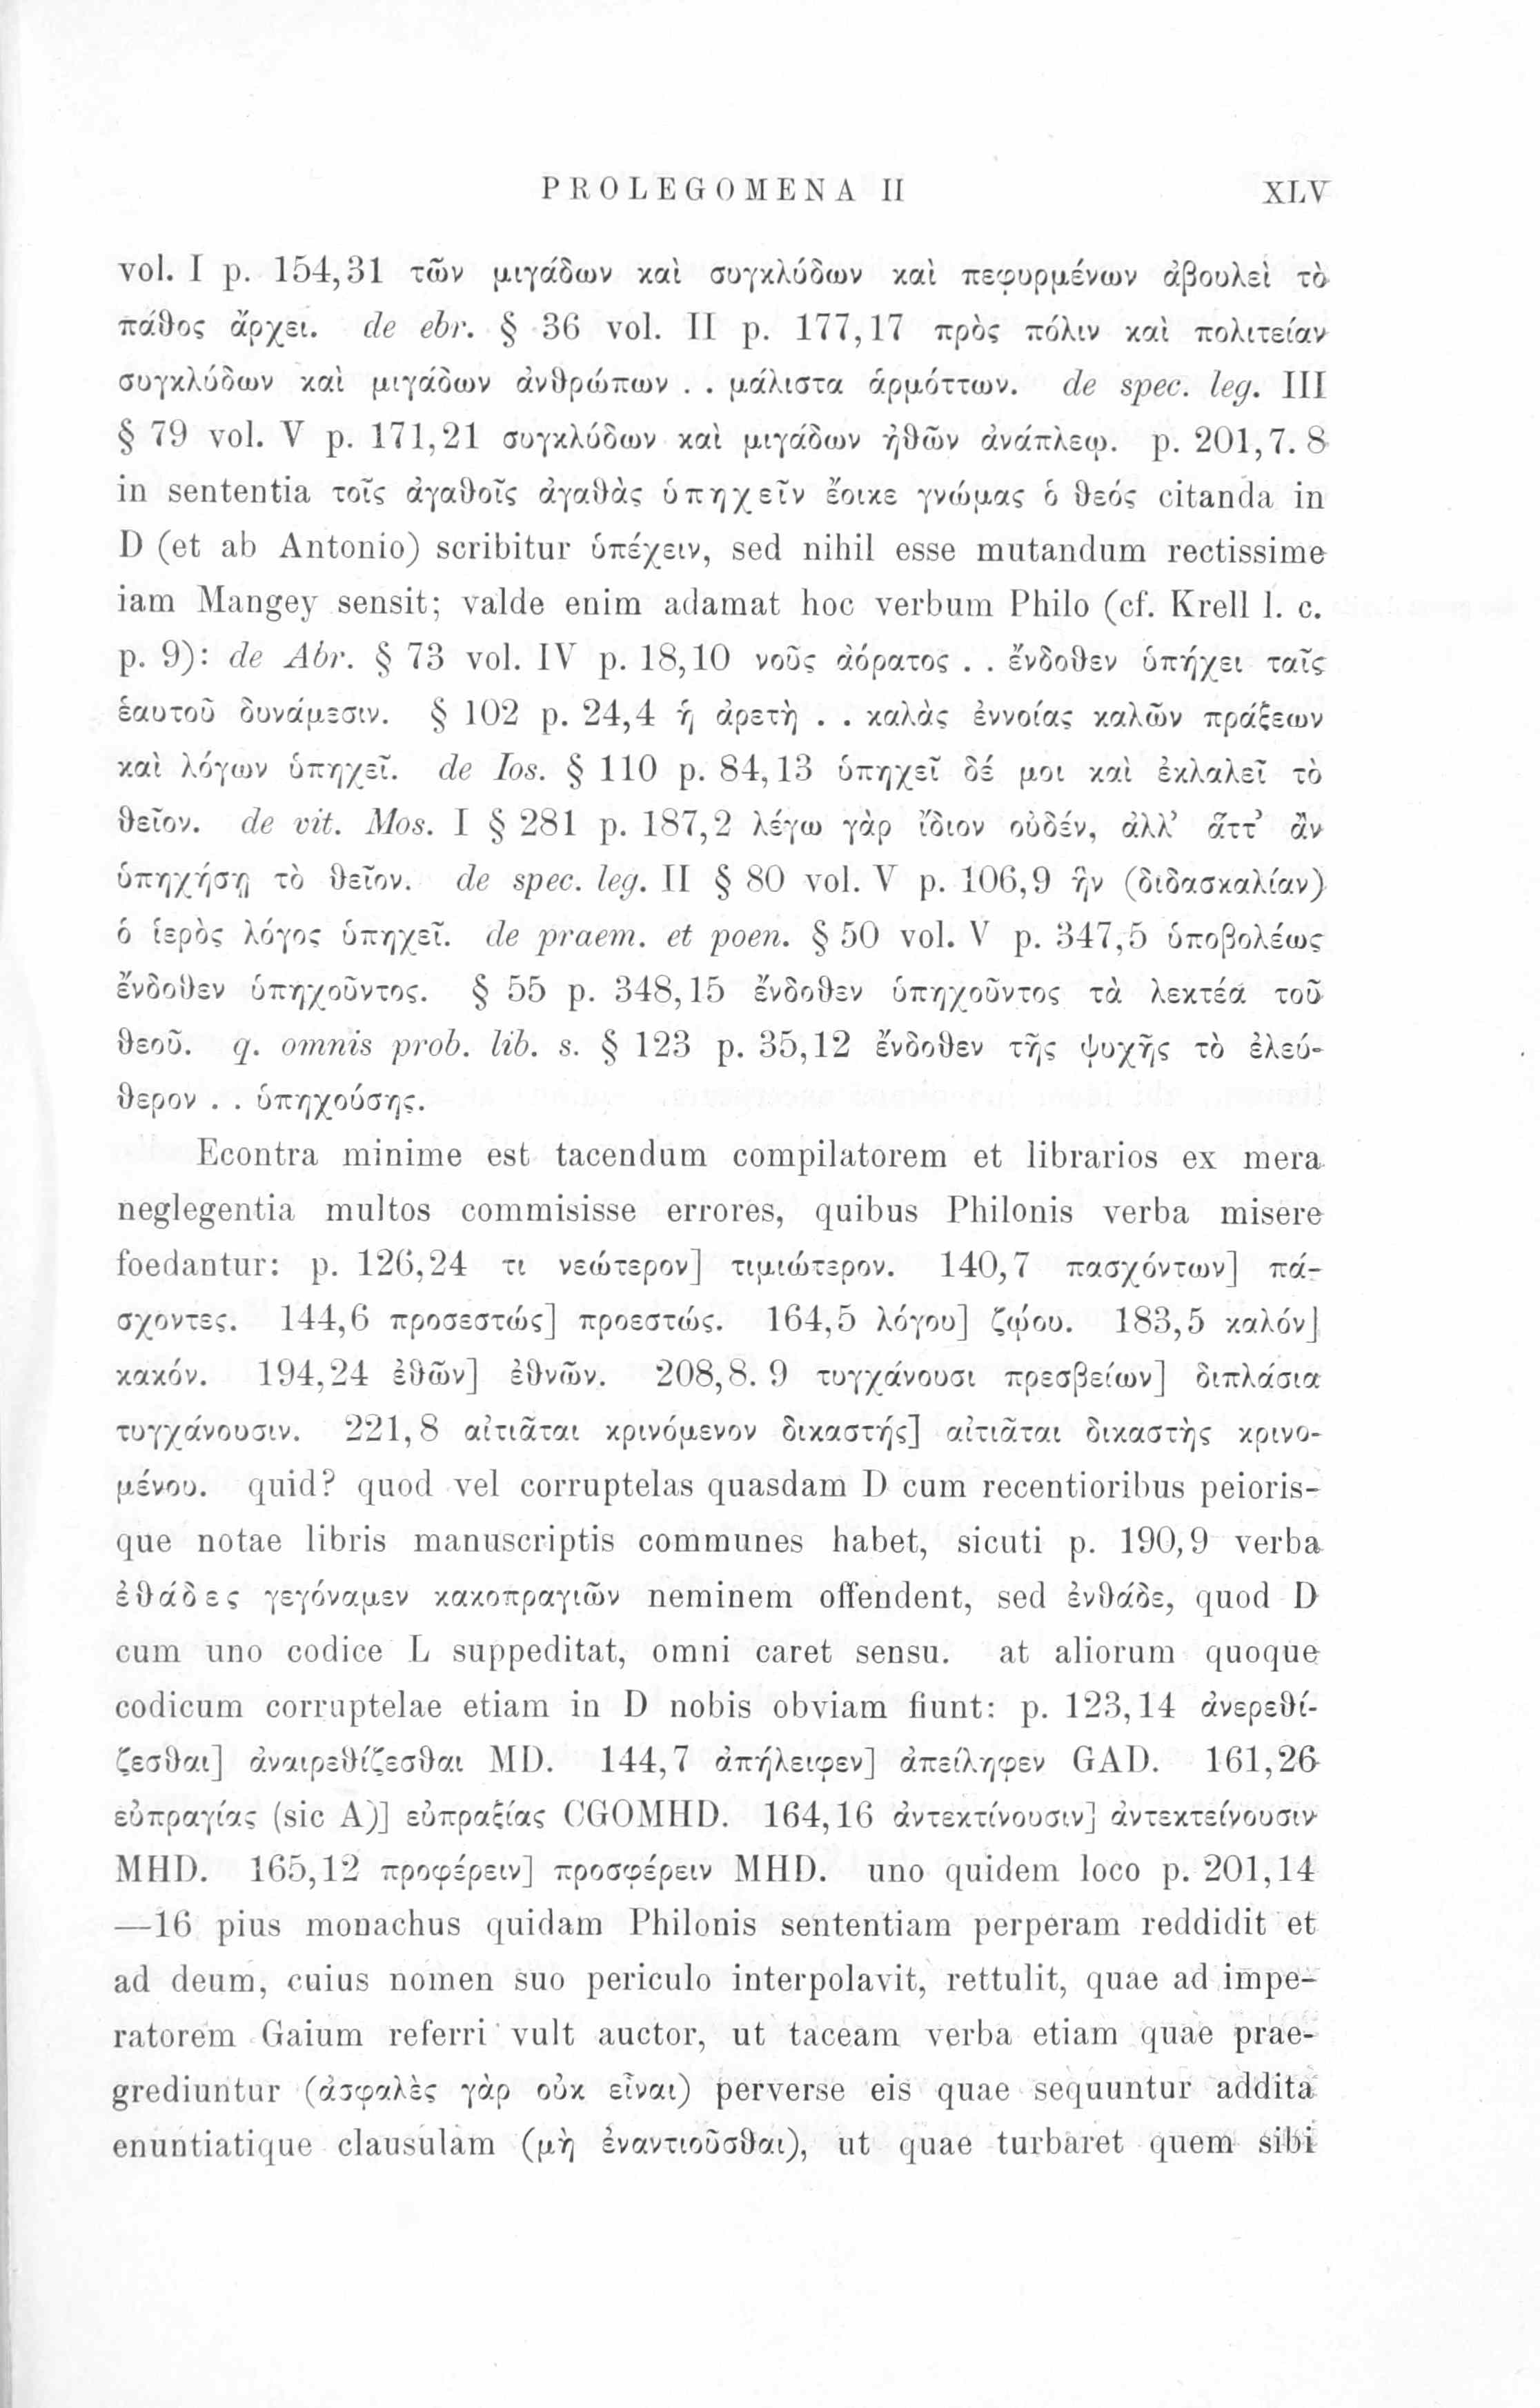 PROLEGOMENA II XLV
vol. I p. 154,31 τῶν μιγάδων καὶ συγκλύδων καὶ πεφυρμένων ἀβουλεὶ τὸ
πάθος ἄρχει. de ebr. § 36 vol. II p. 177,17 πρὸς πόλιν καὶ πολιτείαν
συγκλύδων καὶ μιγάδων ἀνθρώπων . . μάλιστα ἁρμόττων. de spec. leg. III
§ 79 vol. V p. 171,21 συγκλύδων καὶ μιγάδων ἠθῶν ἀνάπλεῳ. p. 201,7. 8
in sententia τοῖς ἀγαθοῖς ἀγαθὰς ὑπηχεῖν ἔοικε γνώμας ὁ θεός citanda in
D (et ab Antonio) scribitur ὑπέχειν, sed nihil esse mutandum rectissime
iam Mangey sensit; valde enim adamat hoc verbum Philo (cf. Krell l. c.
p. 9): de Abr. § 73 vol. IV p. 18,10 νοῦς ἀόρατος . . ἔνδοθεν ὑπήχει ταῖς
ἑαυτοῦ δυνάμεσιν. § 102 p. 24,4 ἡ ἀρετὴ . . καλὰς ἐννοίας καλῶν πράξεων
καὶ λόγων ὑπηχεῖ. de Ios. § 110 p. 84,13 ὑπηχεῖ δέ μοι καὶ ἐκλαλεῖ τὸ
θεῖον. de vit. Mos. I § 281 p. 187,2 λέγω γὰρ ἴδιον οὐδέν, ἀλλ’ ἅττ’ ἂν
ὑπηχήσῃ τὸ θεῖον. de spec. leg. II § 80 vol. V p. 106,9 ἣν (διδασκαλίαν)
ὁ ἱερὸς λόγος ὑπηχεῖ. de praem. et poen. § 50 vol. V p. 347,5 ὑποβολέως
ἔνδοθεν ὑπηχοῦντος. § 55 p. 348,15 ἔνδοθεν ὑπηχοῦντος τὰ λεκτέα τοῦ
θεοῦ. q. omnis prob. lib. s. § 123 p. 35,12 ἔνδοθεν τῆς ψυχῆς τὸ ἐλεύ-
θερον . . ὑπηχούσης.
Econtra minime est tacendum compilatorem et librarios ex mera
neglegentia multos commisisse errores, quibus Philonis verba misere
foedantur: p. 126,24 τι νεώτερον] τιμιώτερον. 140,7 πασχόντων] πά-
σχοντες. 144,6 προσεστώς] προεστώς. 164,5 λόγου] ζῴου. 183,5 καλόν]
κακόν. 194,24 ἐθῶν] ἐθνῶν. 208,8. 9 τυγχάνουσι πρεσβείων] διπλάσια
τυγχάνουσιν. 221,8 αἰτιᾶται κρινόμενον δικαστής] αἰτιᾶται δικαστὴς κρινο-
μένου. quid? quod vel corruptelas quasdam D cum recentioribus peioris-
que notae libris manuscriptis communes habet, sicuti p. 190,9 verba
ἐθάδες γεγόναμεν κακοπραγιῶν neminem offendent, sed ἐνθάδε, quod D
cum uno codice L suppeditat, omni caret sensu. at aliorum quoque
codicum corruptelae etiam in D nobis obviam fiunt: p. 123,14 ἀνερεθί-
ζεσθαι] ἀναιρεθίζεσθαι MD. 144,7 ἀπήλειφεν] ἀπείληφεν GAD. 161,26
εὐπραγίας (sic A)] εὐπραξίας CGOMHD. 164,16 ἀντεκτίνουσιν] ἀντεκτείνουσιν
MHD. 165,12 προφέρειν] προσφέρειν MHD. uno quidem loco p. 201,14
—16 pius monachus quidam Philonis sententiam perperam reddidit et
ad deum, cuius nomen suo periculo interpolavit, rettulit, quae ad impe-
ratorem Gaium referri vult auctor, ut taceam verba etiam quae prae-
grediuntur (ἀσφαλὲς γὰρ οὐκ εἶναι) perverse eis quae sequuntur addita
enuntiatique clausulam (μὴ ἐναντιοῦσθαι), ut quae turbaret quem sibi